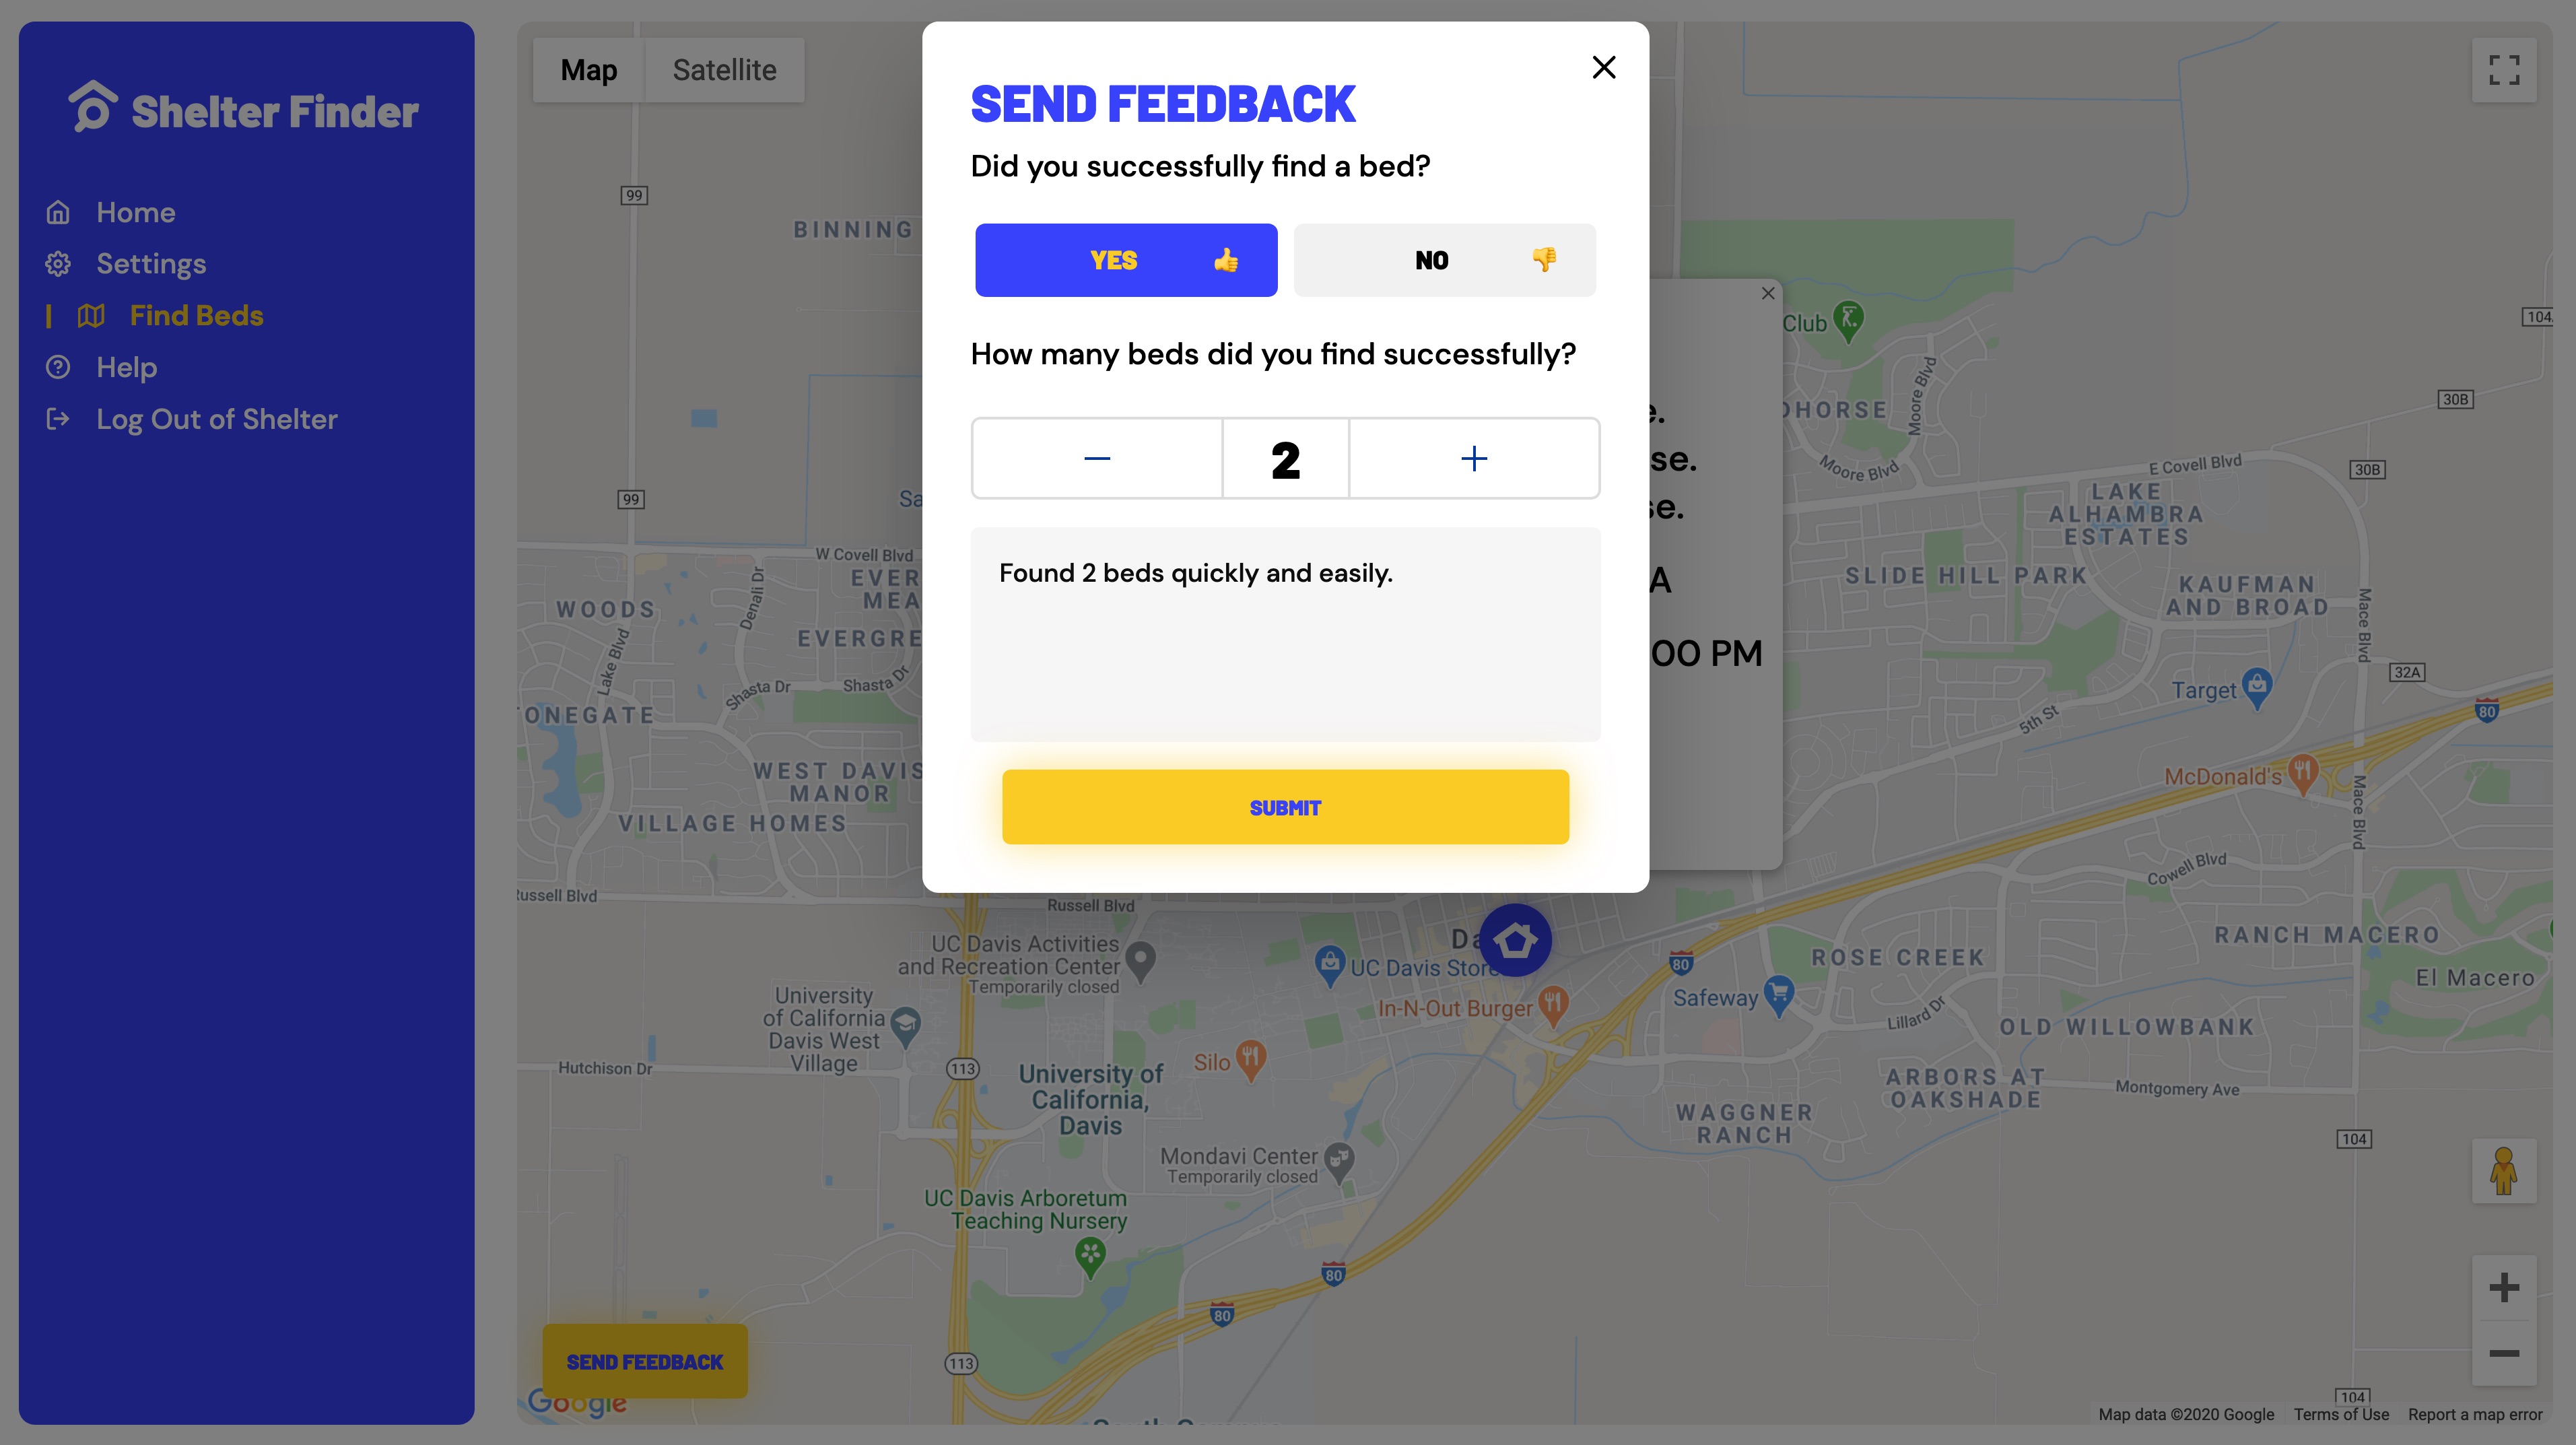 Shelter Finder
Home
Settings
Find Beds
Help
Log Out of Shelter
Map
Satellite
SEND FEEDBACK
Did you successfully find a bed?
YES
NO
How many beds did you find successfully?
2
Found 2 beds quickly and easily.
SUBMIT
99
BINNING
Club
104
30B
Moore Blvd
Moore Blvd
E Covell Blvd
30B
99
LAKE
ALHAMBRA
ESTATES
W Covell Blvd
EVER
MEA
Denali Dr
SLIDE HILL PARK
KAUFMAN
AND BROAD
WOODS
EVERGRE
Mace Blvd
Lake Blvd
Shasta Dr
Shasta Dr
00 PM
32A
Target
80
5th St
ONEGATE
WEST DAVIS
MANOR
McDonald's
Mace Blvd
VILLAGE HOMES
Cowell Blvd
Russell Blvd
Russell Blvd
UC Davis Activities
and Recreation Center
Temporarily closed
Da
UC Davis Store
80
ROSE CREEK
RANCH MACERO
El Macero
University
of California
Davis West
Village
In-N-Out Burger
Safeway
Lillard Dr
OLD WILLOWBANK
Hutchison Dr
113
University of
California,
Davis
Silo
ARBORS AT
OAKSHADE
Montgomery Ave
WAGGNER
RANCH
104
Mondavi Center
Temporarily closed
UC Davis Arboretum
Teaching Nursery
80
80
113
SEND FEEDBACK
Google
104
Map data ©2020 Google
Terms of Use
Report a map error